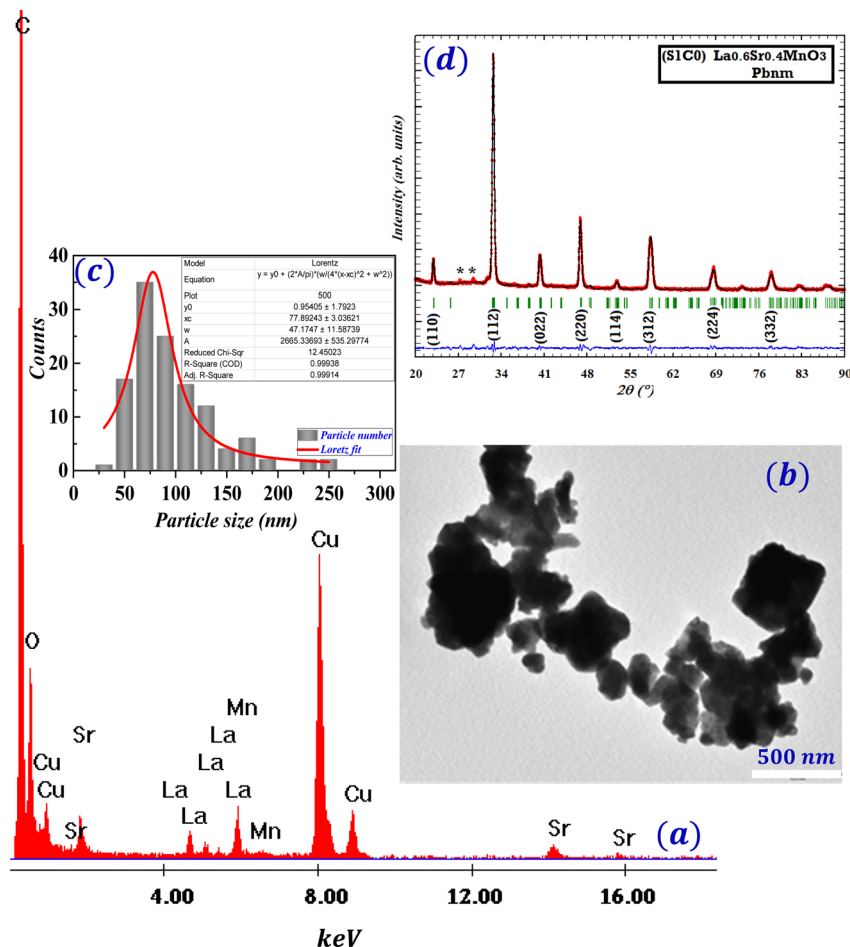 C
(d)
(S1C0) La0.6Sr0.4MnO3
Pbnm
Intensity (arb. units)
* *
(110)
(112)
(022)
(220)
(114)
(312)
(224)
(332)
20 27 34 41 48 55 62 69 76 83 90
2θ (°)
(c)
Model Lorentz
Equation y = y0 + (2*A/pi)*(w/(4*(x-xc)^2 + w^2))
Plot 500
y0 0.95405 ± 1.7923
xc 77.89243 ± 3.03621
w 47.1747 ± 11.58739
A 2665.33693 ± 535.29774
Reduced Chi-Sqr 12.45023
R-Square (COD) 0.99938
Adj. R-Square 0.99914
Particle number
Loretz fit
Counts
40
30
20
10
0
0 50 100 150 200 250 300
Particle size (nm)
(b)
500 nm
Cu
O
Mn
Sr
La
Cu
La
Cu
La
La
Cu
La
Sr
Mn
Sr
Sr
(a)
4.00 8.00 12.00 16.00
keV